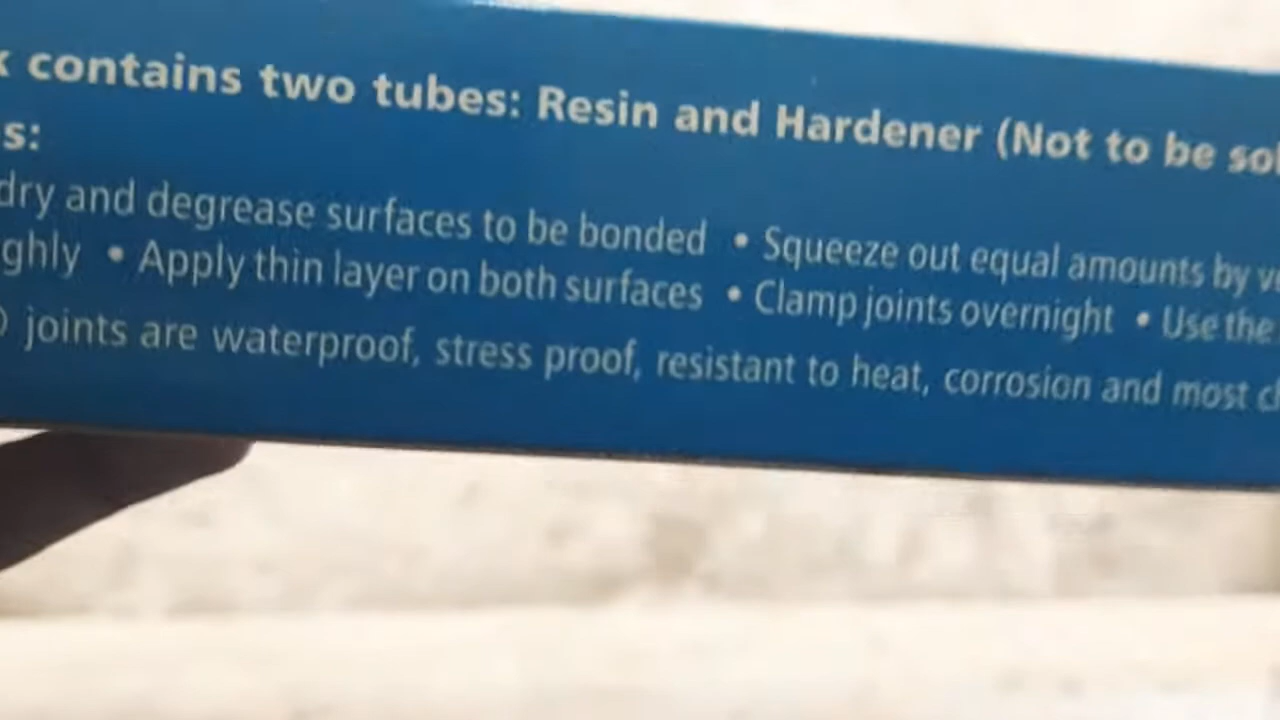 contains two tubes: Resin and Hardener (Not to be
dry and degrease surfaces to be bonded • Squeeze out equal amounts by
• Apply thin layer on both surfaces • Clamp joints overnight • Use the
joints are waterproof, stress proof, resistant to heat, corrosion and most